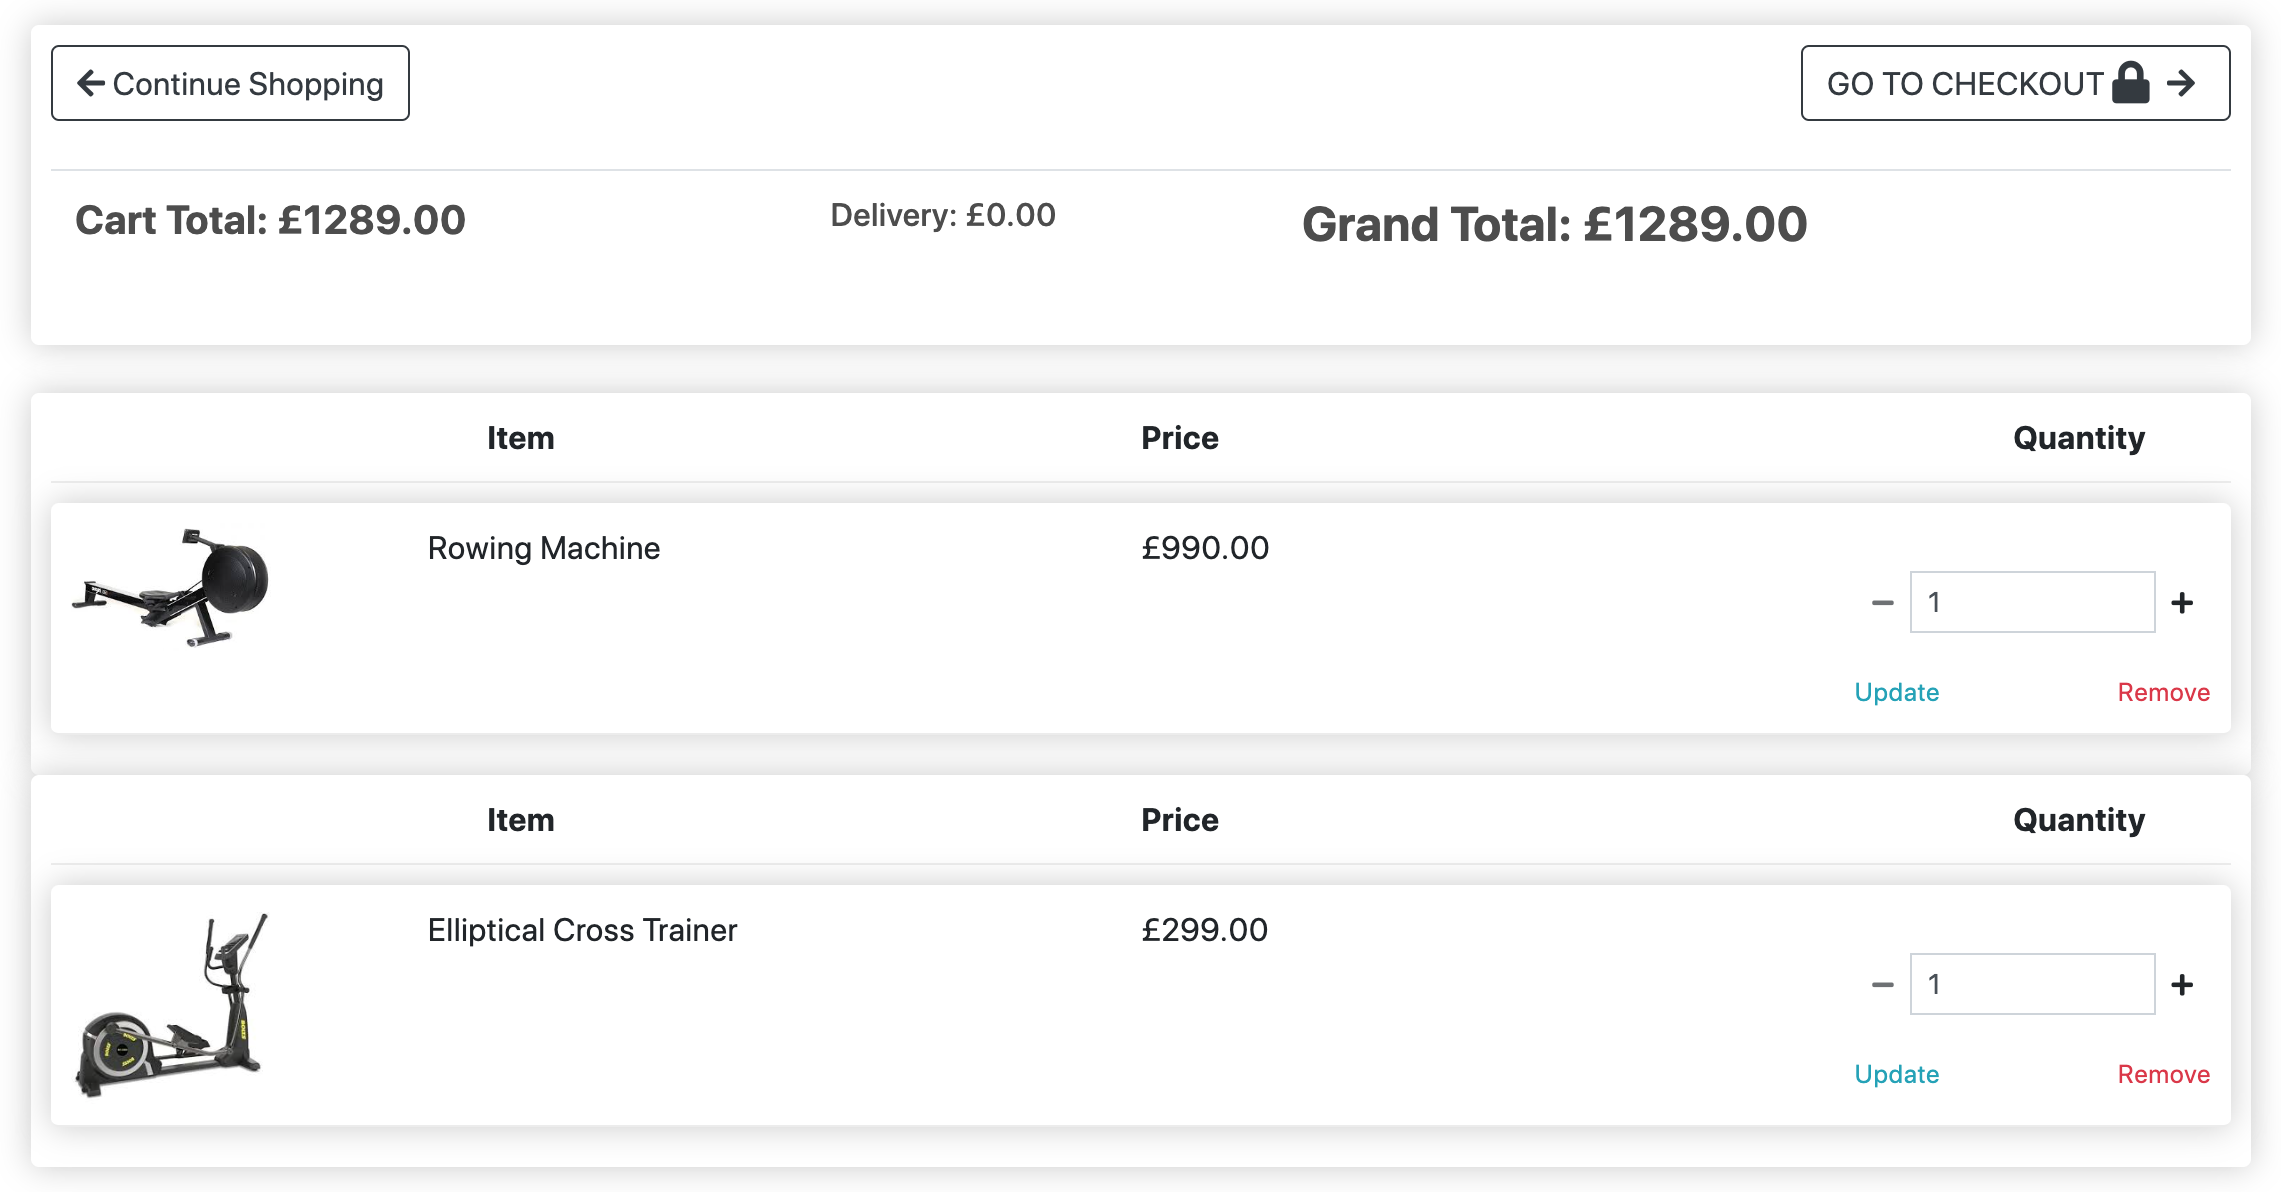 Continue Shopping
GO TO CHECKOUT
Cart Total: £1289.00
Delivery: £0.00
Grand Total: £1289.00
Item Price Quantity
Rowing Machine £990.00
1
Update Remove
Item Price Quantity
Elliptical Cross Trainer £299.00
1
Update Remove